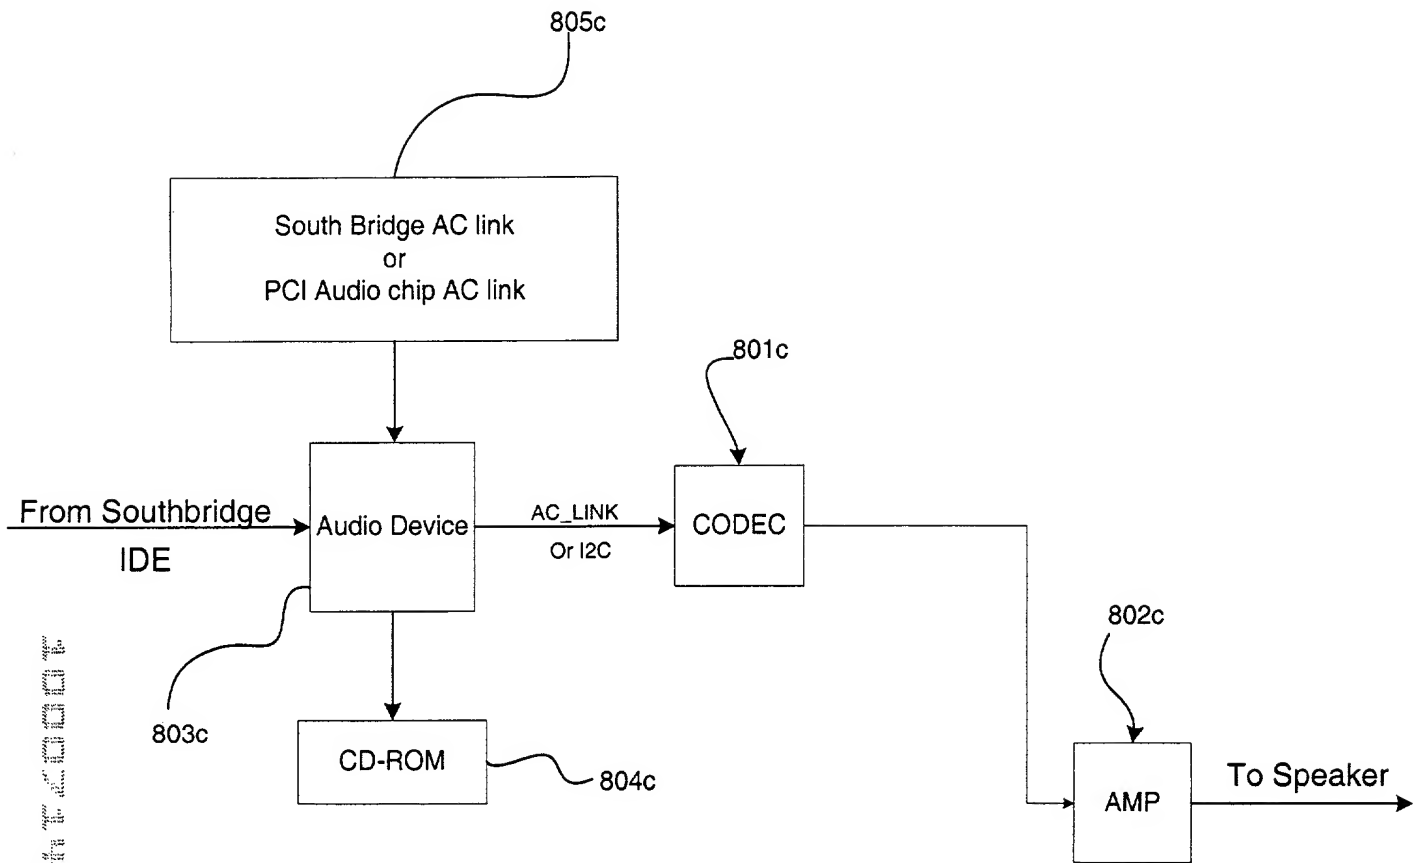 805c
South Bridge AC link
or
PCI Audio chip AC link
801c
From Southbridge
IDE
Audio Device
AC_LINK
Or I2C
CODEC
802c
803c
CD-ROM
804c
AMP
To Speaker